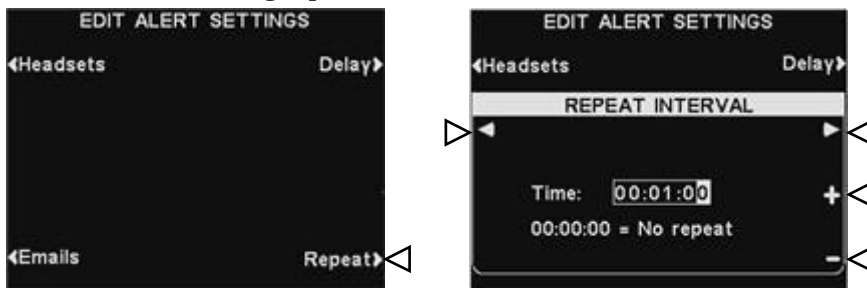 EDIT ALERT SETTINGS
Headsets Delay
Emails Repeat
EDIT ALERT SETTINGS
Headsets Delay
REPEAT INTERVAL
Time: 00:01:00 +
00:00:00 = No repeat
-